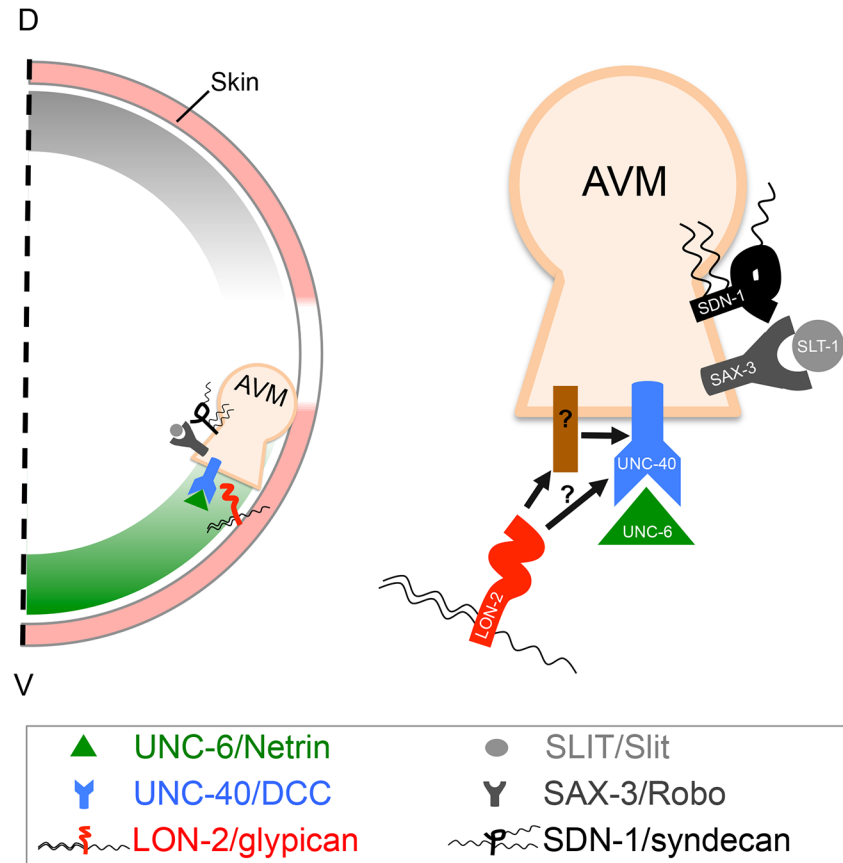 D
Skin
AVM
V
AVM
SDN-1
SLT-1
SAX-3
?
UNC-40
?
UNC-6
LON-2
UNC-6/Netrin
SLIT/Slit
UNC-40/DCC
SAX-3/Robo
LON-2/glypican
SDN-1/syndecan